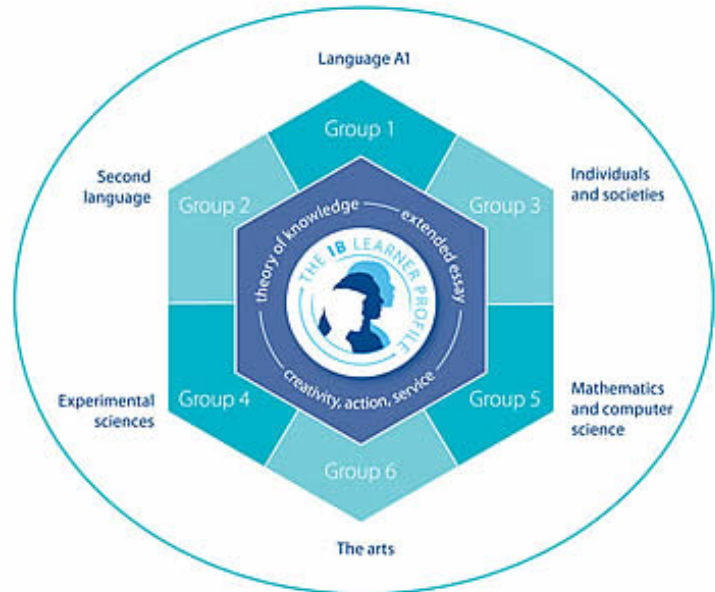 Language A1
Group 1
Second
language
Group 2
Group 3
Individuals
and societies
theory of knowledge
extended essay
THE IB LEARNER PROFILE
creativity, action, service
Experimental
sciences
Group 4
Group 5
Mathematics
and computer
science
Group 6
The arts